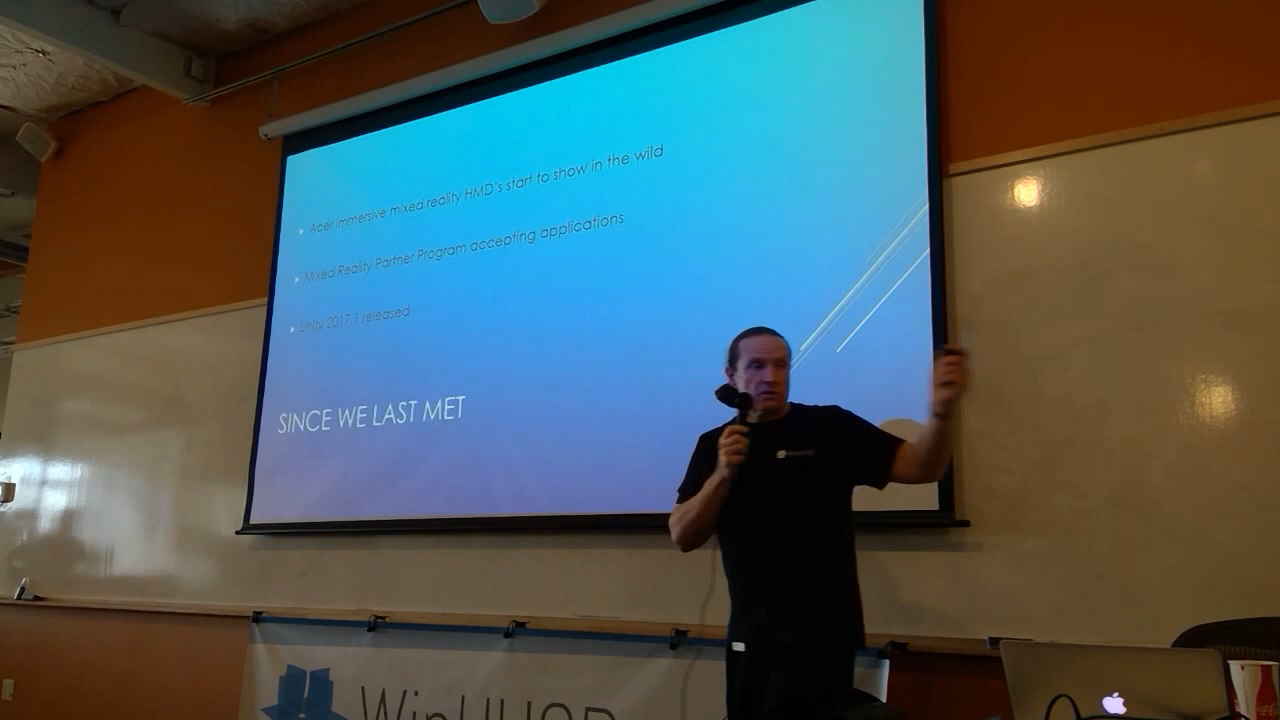 Acer immersive mixed reality HMD's start to show in the wild
Mixed Reality Partner Program accepting applications
Unity 2017.1 released
SINCE WE LAST MET